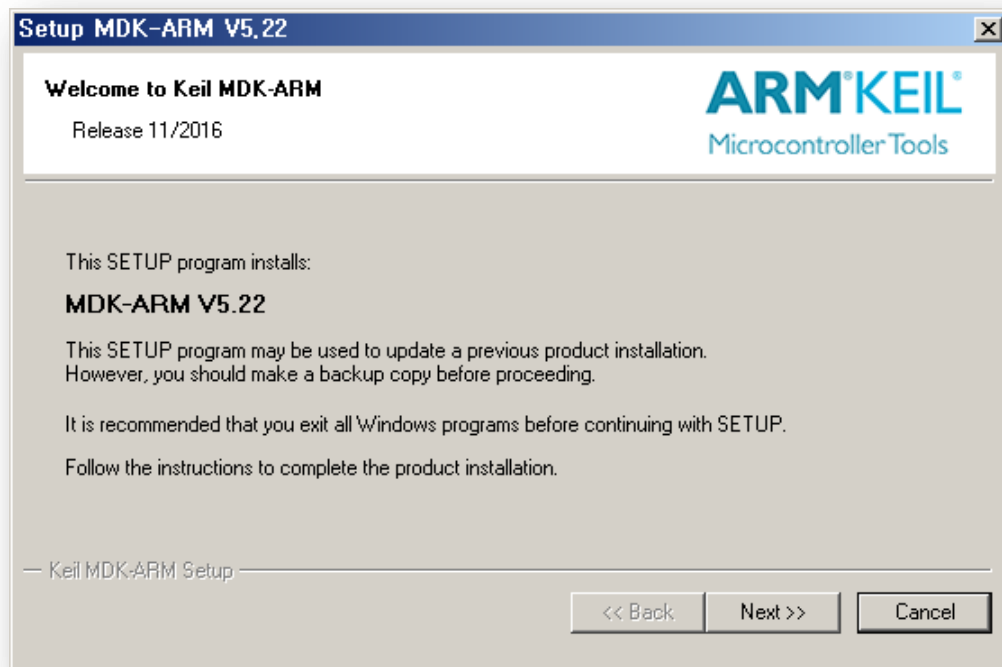 Setup MDK-ARM V5.22
Welcome to Keil MDK-ARM
Release 11/2016
ARM®KEIL®
Microcontroller Tools
This SETUP program installs:
MDK-ARM V5.22
This SETUP program may be used to update a previous product installation.
However, you should make a backup copy before proceeding.
It is recommended that you exit all Windows programs before continuing with SETUP.
Follow the instructions to complete the product installation.
Keil MDK-ARM Setup
<< Back
Next >>
Cancel